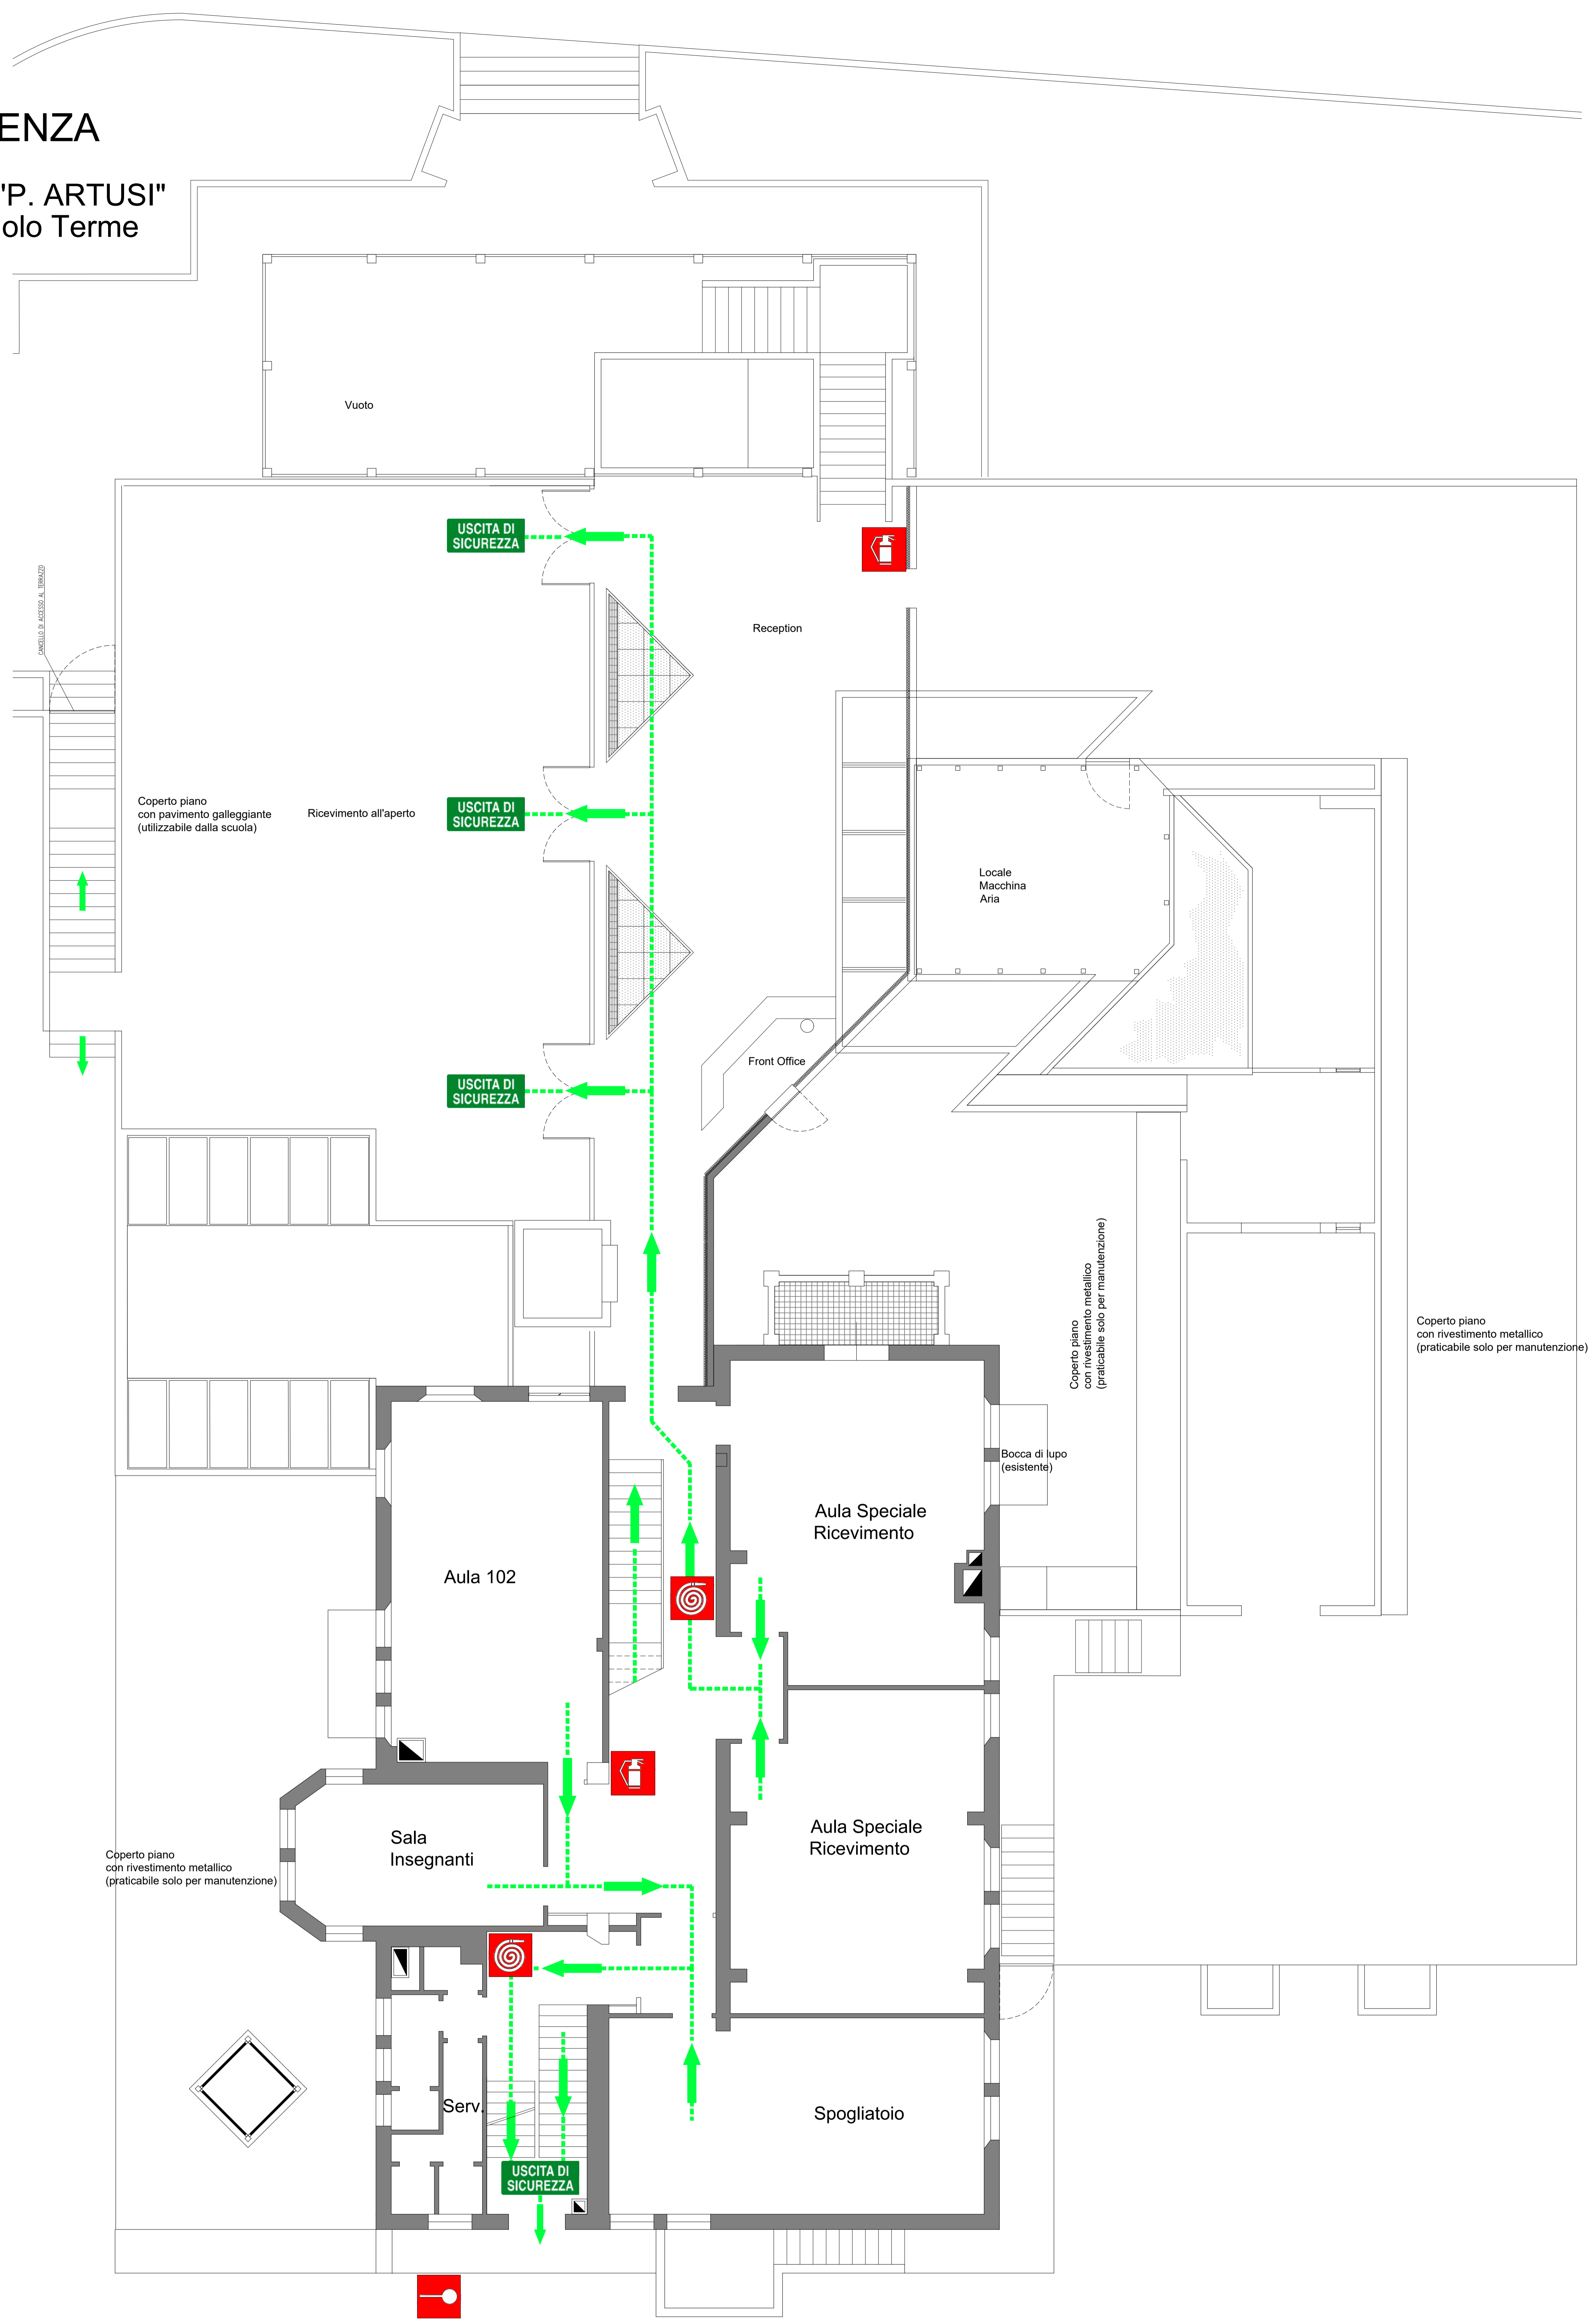 ENZA
"P. ARTUSI"
olo Terme
Vuoto
USCITA DI
SICUREZZA
CANCELLO DI ACCESSO AL TERRAZZO
Reception
Coperto piano
con pavimento galleggiante
(utilizzabile dalla scuola)
Ricevimento all'aperto
USCITA DI
SICUREZZA
Locale
Macchina
Aria
Front Office
USCITA DI
SICUREZZA
Coperto piano
con rivestimento metallico
(praticabile solo per manutenzione)
Coperto piano
con rivestimento metallico
(praticabile solo per manutenzione)
Bocca di lupo
(esistente)
Aula Speciale
Ricevimento
Aula 102
Aula Speciale
Ricevimento
Sala
Insegnanti
Coperto piano
con rivestimento metallico
(praticabile solo per manutenzione)
Serv.
Spogliatoio
USCITA DI
SICUREZZA